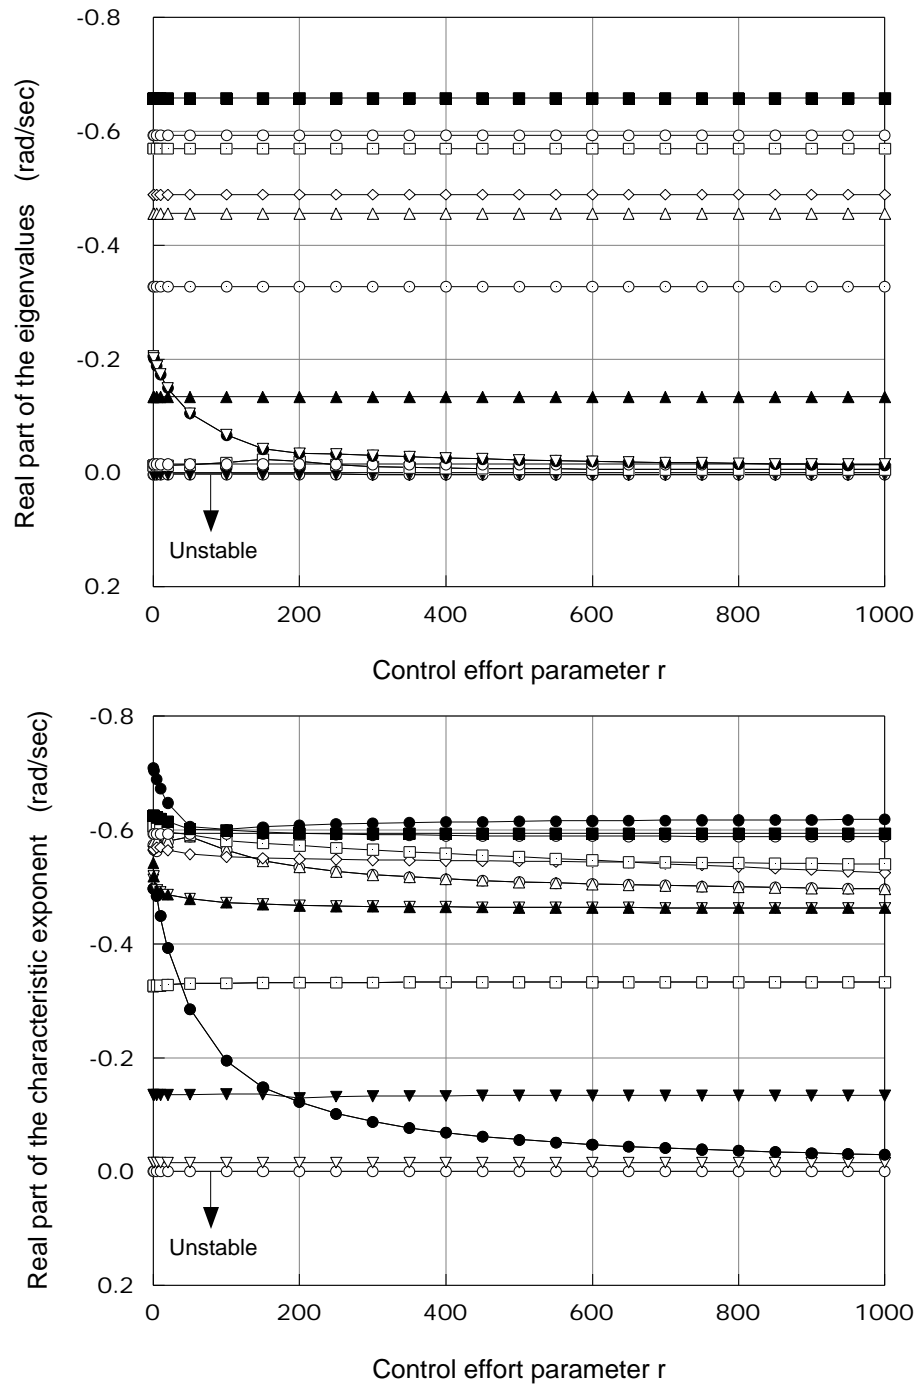 -0.8
-0.6
-0.4
-0.2
0.0
0.2
Real part of the eigenvalues (rad/sec)
Unstable
0 200 400 600 800 1000
Control effort parameter r
-0.8
-0.6
-0.4
-0.2
0.0
0.2
Real part of the characteristic exponent (rad/sec)
Unstable
0 200 400 600 800 1000
Control effort parameter r